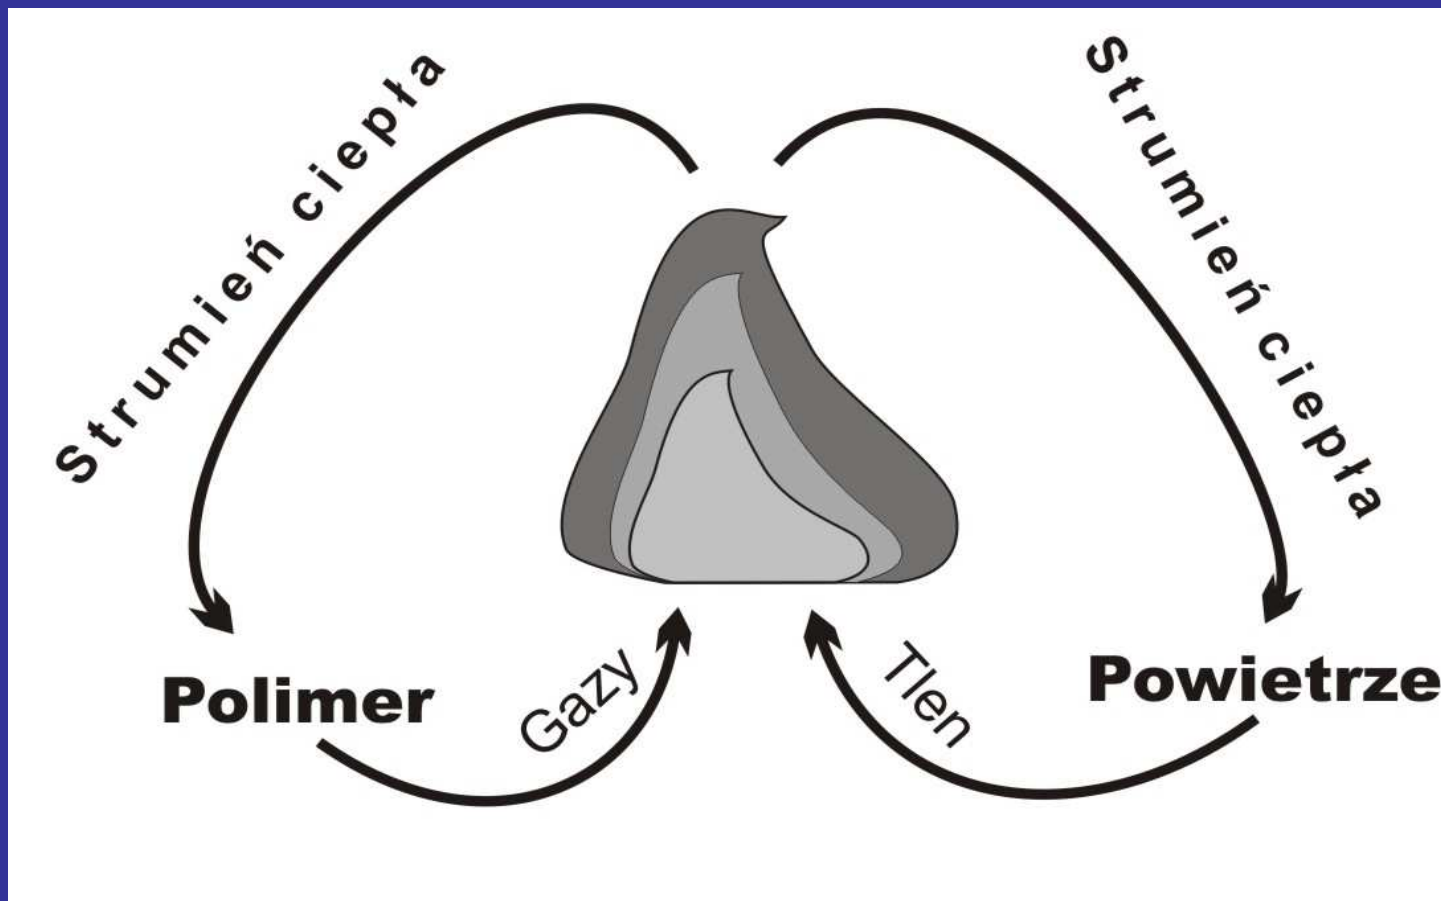 Strumień ciepła
Strumień ciepła
Polimer
Gazy
Tlen
Powietrze